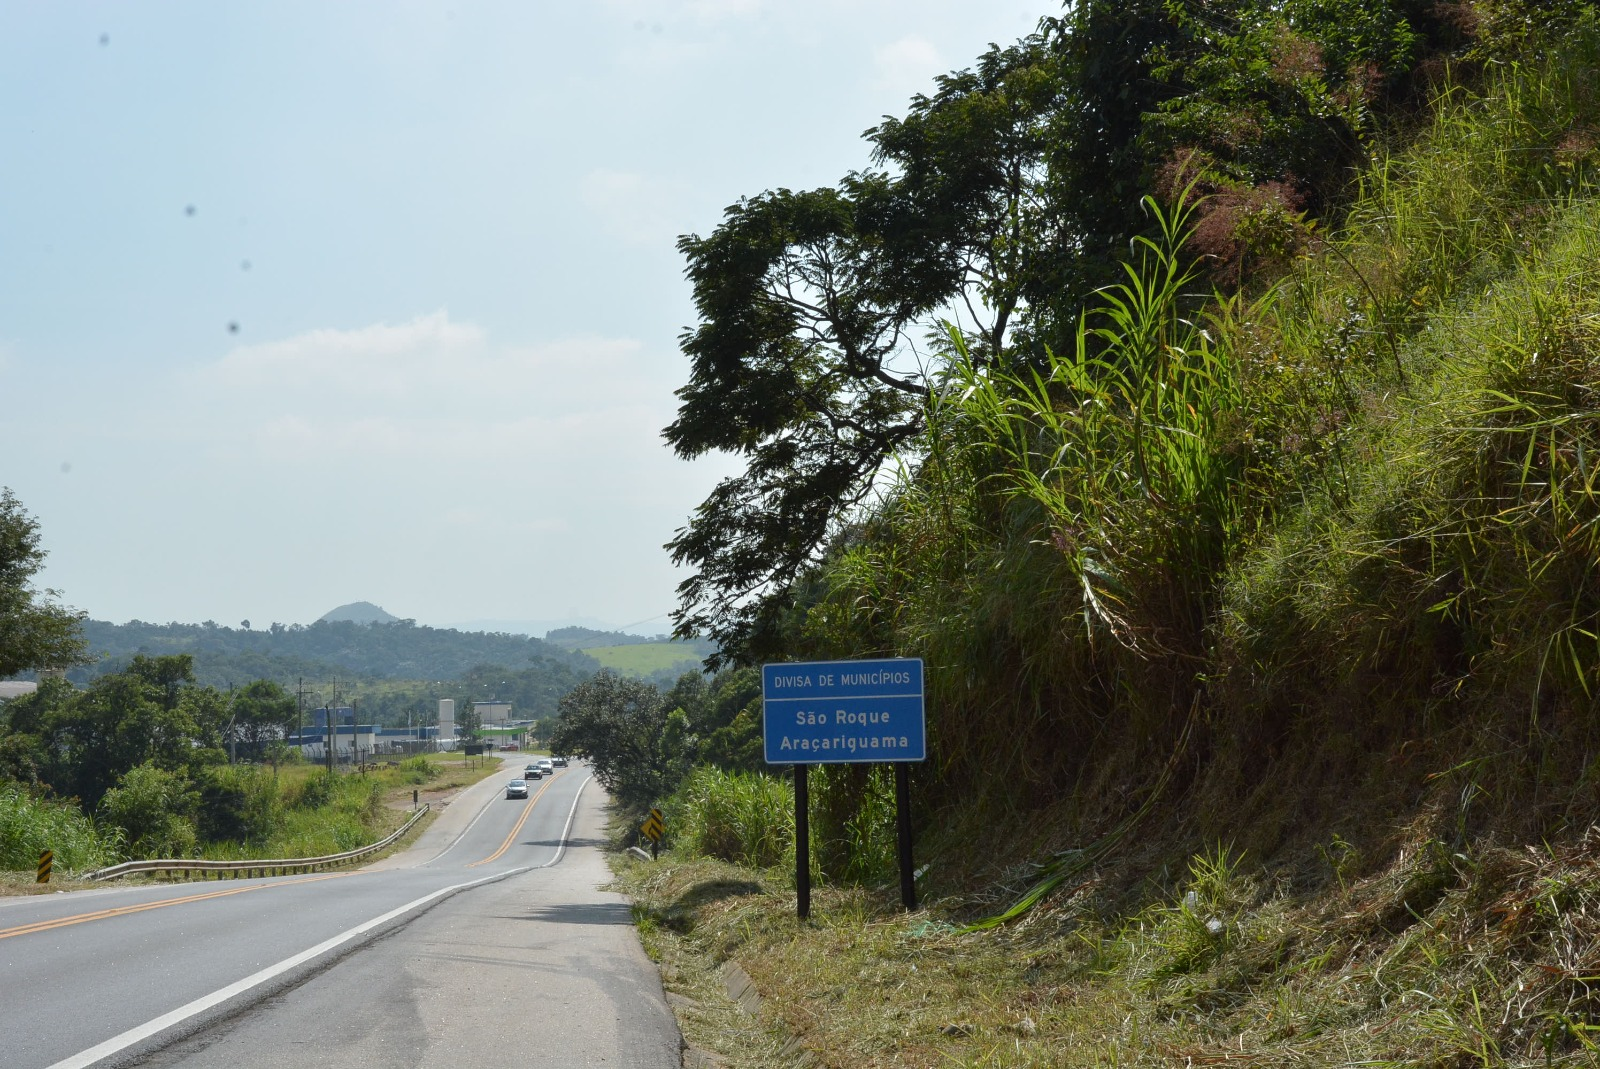 DIVISA DE MUNICÍPIOS
São Roque
Araçariguama